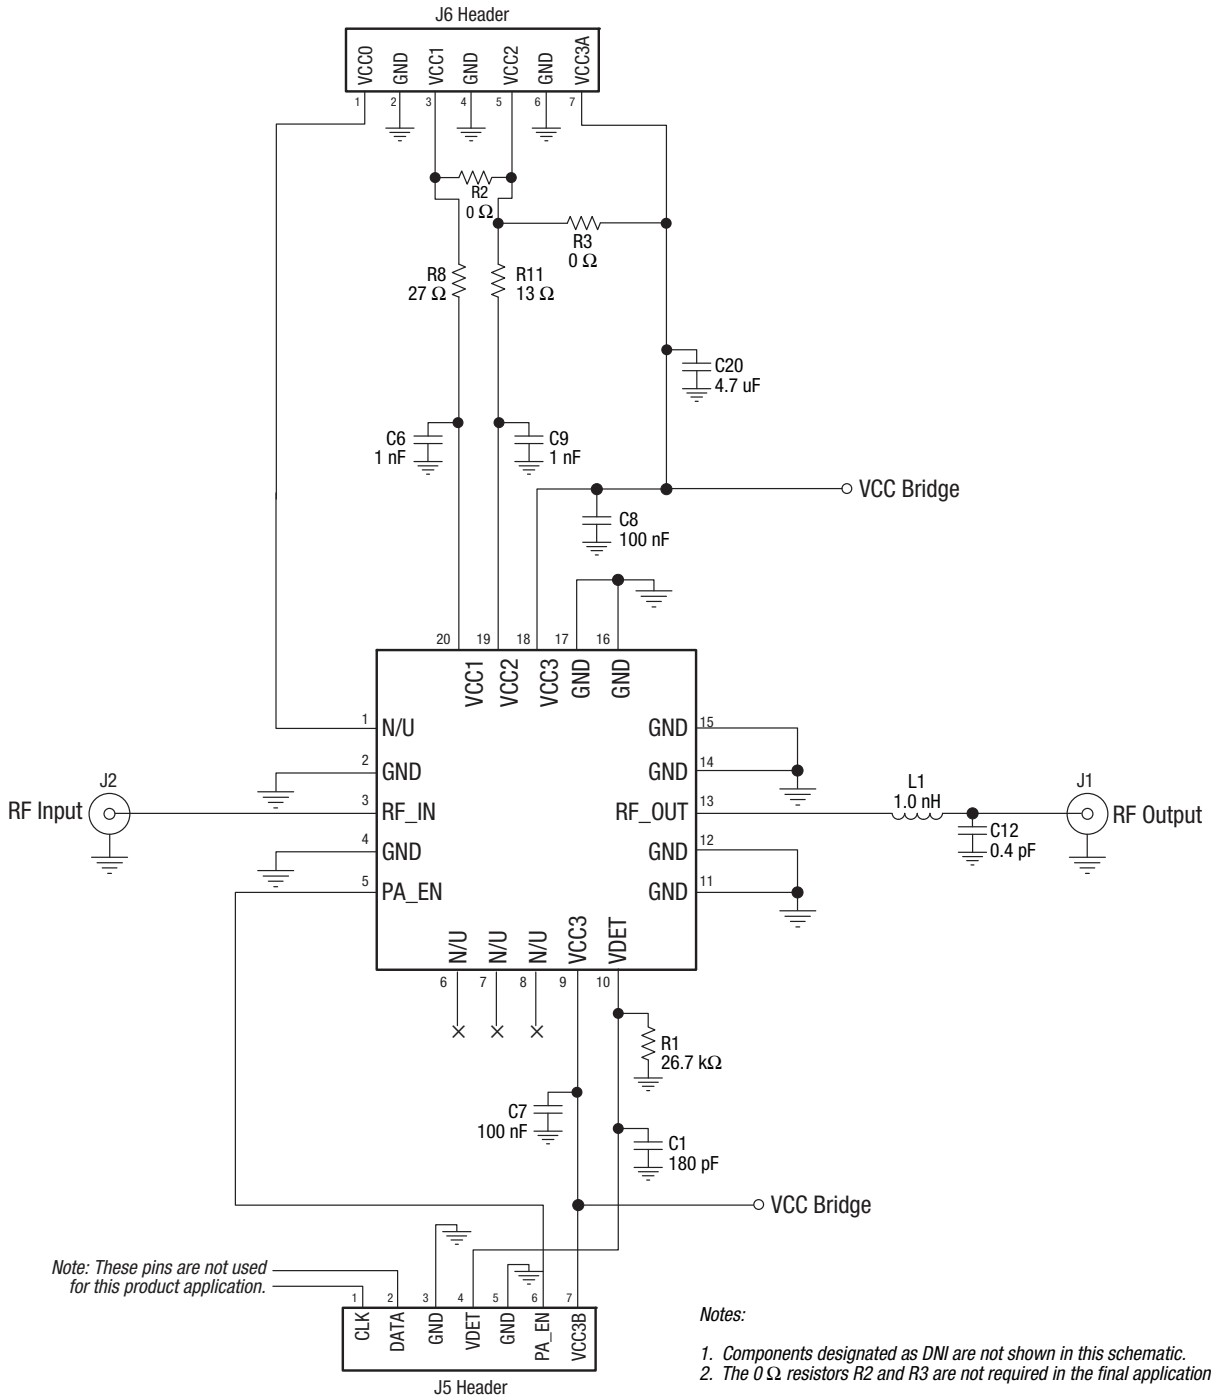 J6 Header
VCC0
GND
VCC1
GND
VCC2
GND
VCC3A
1
2
3
4
5
6
7
R2
0 Ω
R3
0 Ω
R8
27 Ω
R11
13 Ω
C20
4.7 uF
C6
1 nF
C9
1 nF
VCC Bridge
C8
100 nF
20
19
18
17
16
VCC1
VCC2
VCC3
GND
GND
1
N/U
GND
15
2
GND
GND
14
J2
RF Input
3
RF_IN
RF_OUT
13
L1
1.0 nH
J1
RF Output
C12
0.4 pF
4
GND
GND
12
5
PA_EN
GND
11
N/U
N/U
N/U
VCC3
VDET
6
7
8
9
10
R1
26.7 kΩ
C7
100 nF
C1
180 pF
VCC Bridge
Note: These pins are not used
for this product application.
1
2
3
4
5
6
7
CLK
DATA
GND
VDET
GND
PA_EN
VCC3B
J5 Header
Notes:
1. Components designated as DNI are not shown in this schematic.
2. The 0 Ω resistors R2 and R3 are not required in the final application